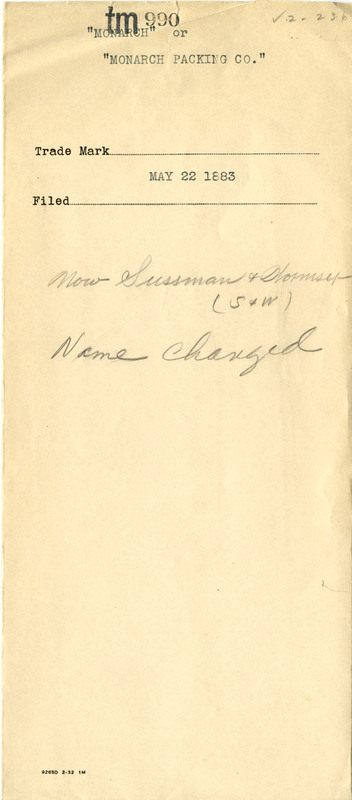 tm 990
V.2-236
"MONARCH" or
"MONARCH PACKING CO."
Trade Mark
MAY 22 1883
Filed
Now Sussman & Wormser
(S & W)
Name Changed
9265D 2-32 1M